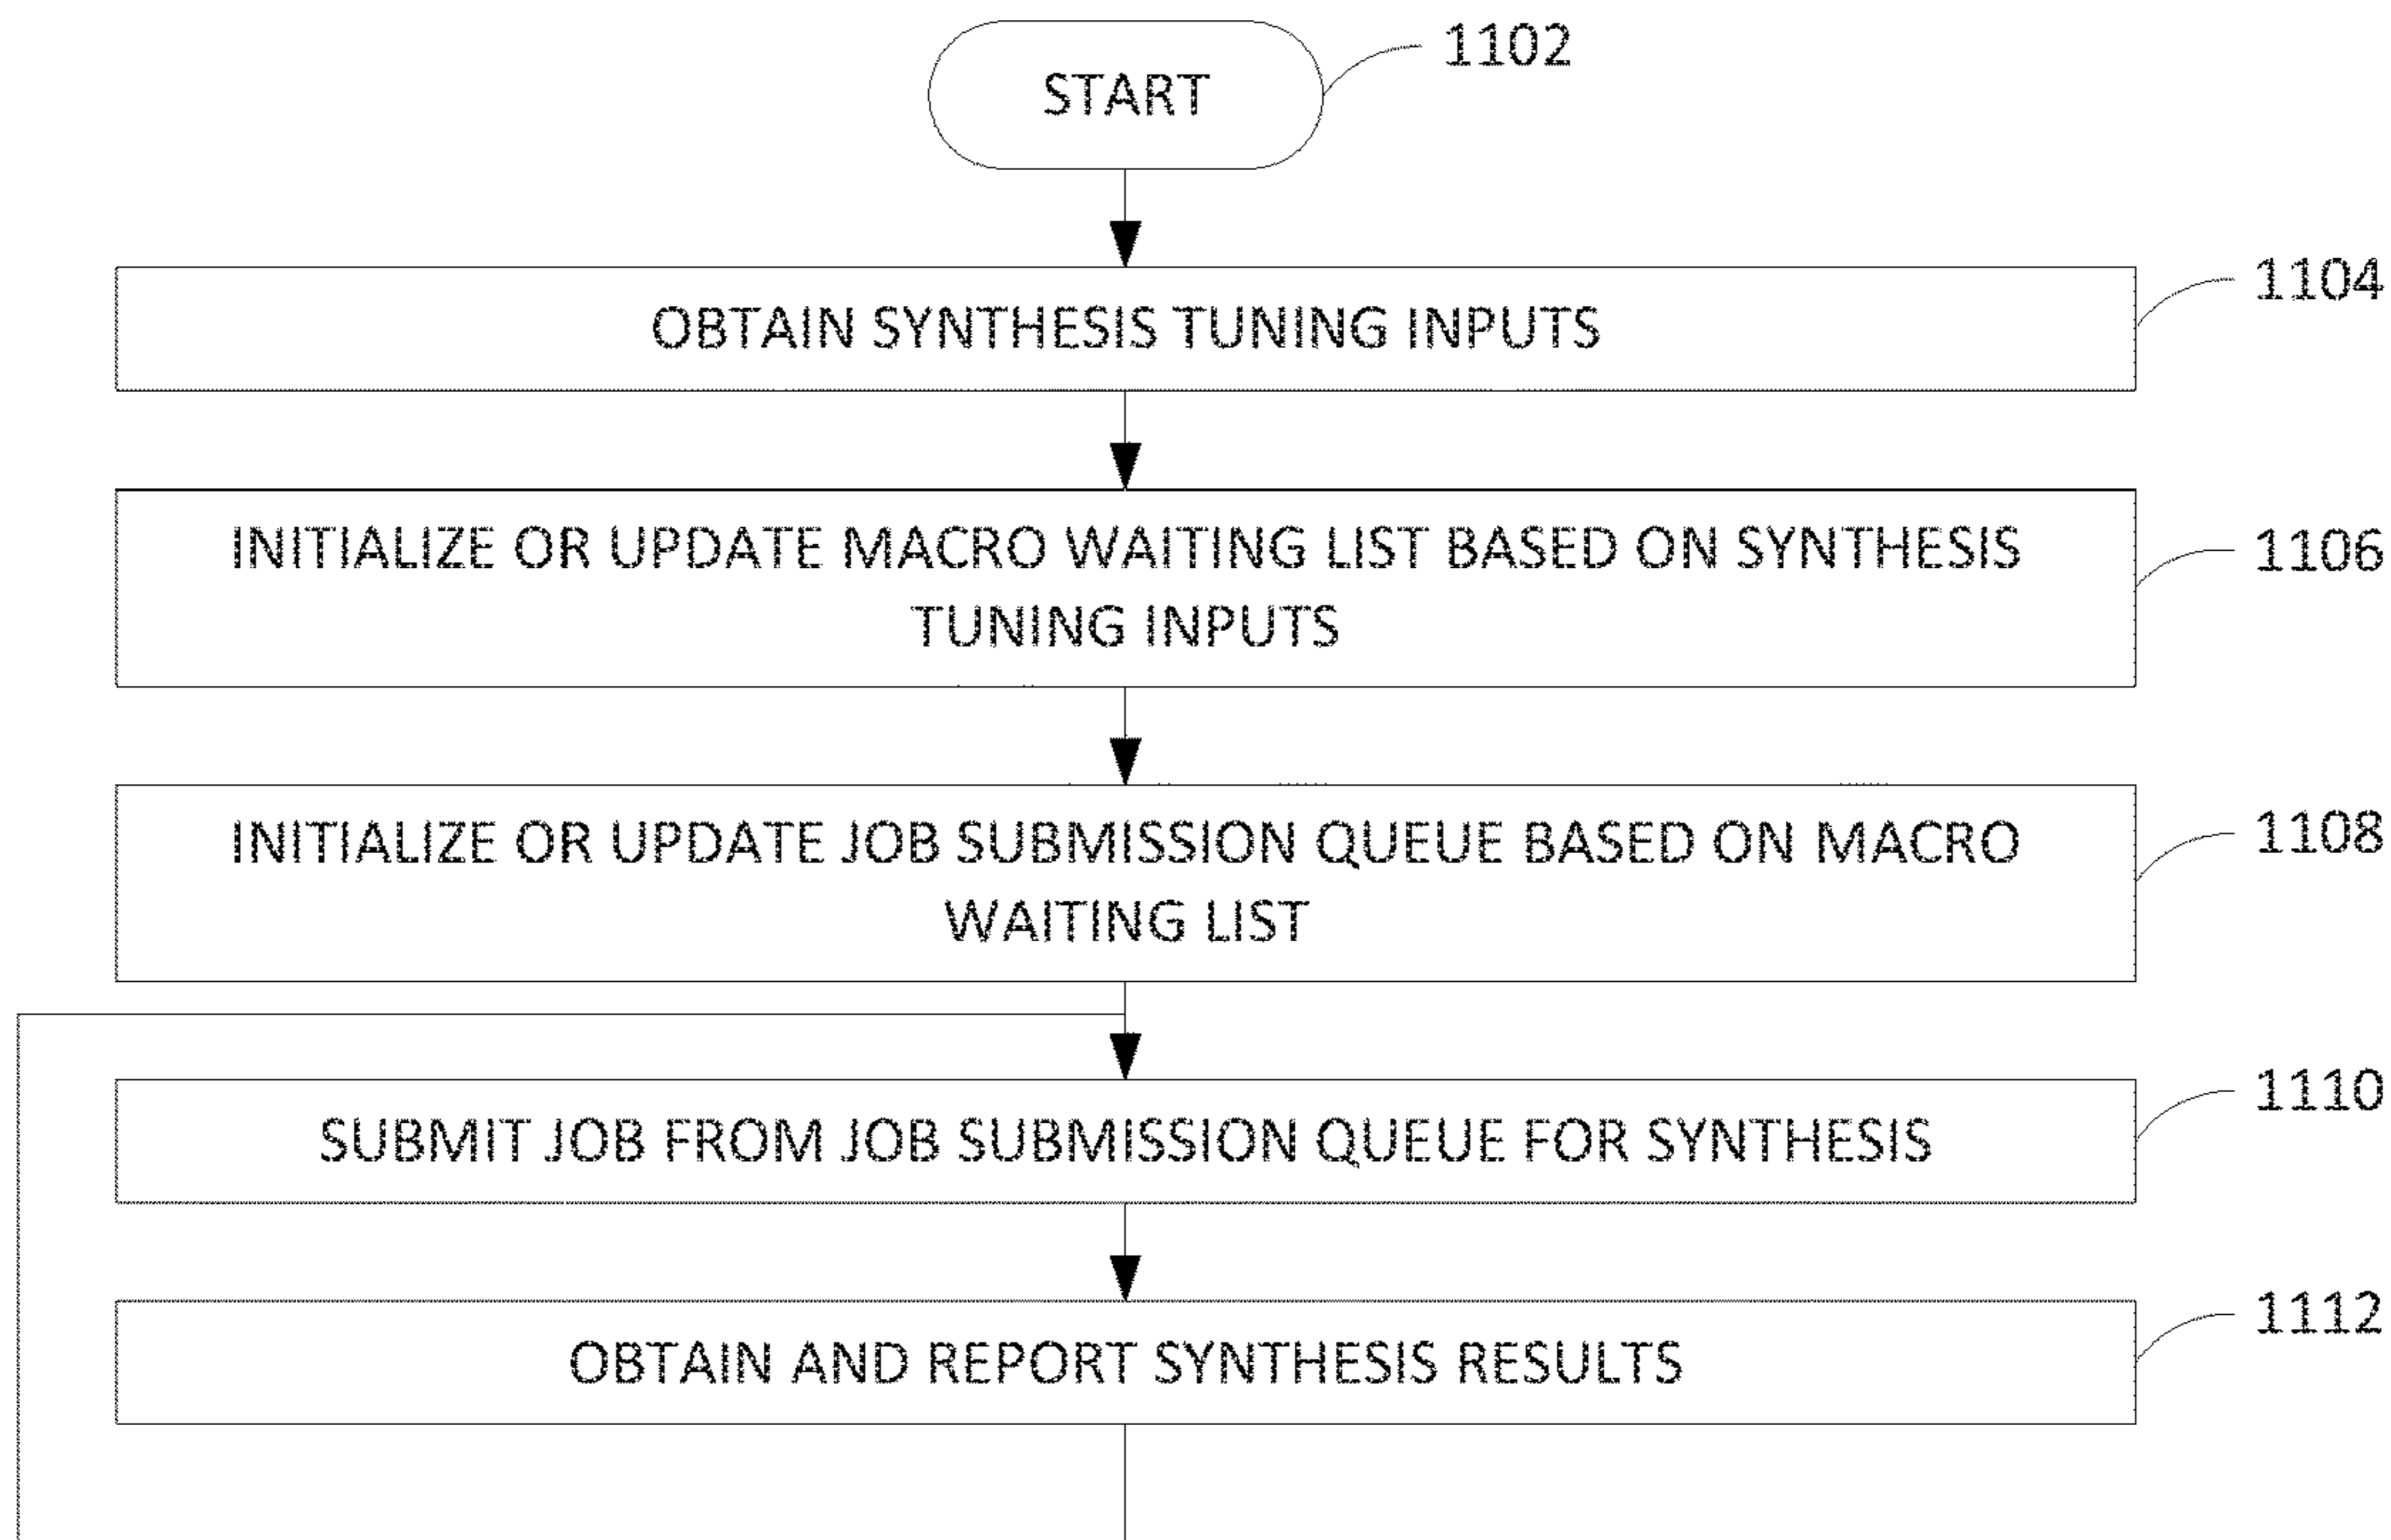 START
1102
OBTAIN SYNTHESIS TUNING INPUTS
1104
INITIALIZE OR UPDATE MACRO WAITING LIST BASED ON SYNTHESIS
TUNING INPUTS
1106
INITIALIZE OR UPDATE JOB SUBMISSION QUEUE BASED ON MACRO
WAITING LIST
1108
SUBMIT JOB FROM JOB SUBMISSION QUEUE FOR SYNTHESIS
1110
OBTAIN AND REPORT SYNTHESIS RESULTS
1112